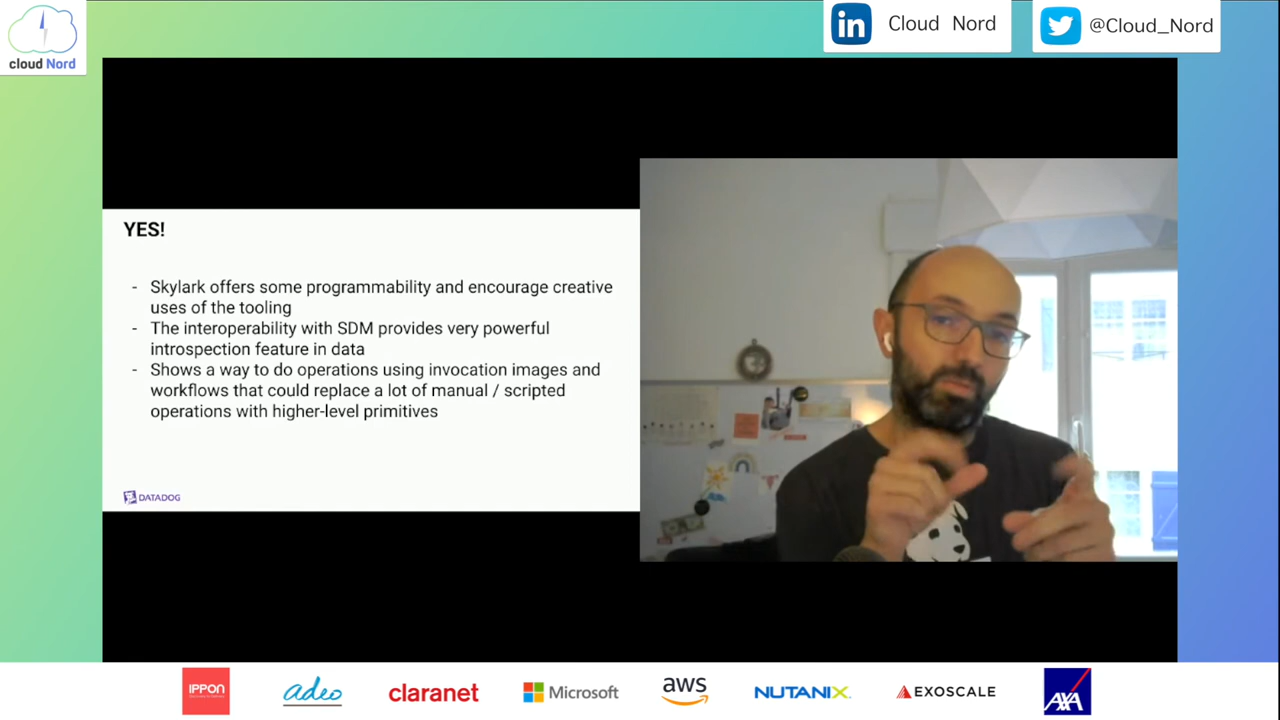 cloud Nord
in Cloud Nord
@Cloud_Nord
YES!
- Skylark offers some programmability and encourage creative
uses of the tooling
- The interoperability with SDM provides very powerful
introspection feature in data
- Shows a way to do operations using invocation images and
workflows that could replace a lot of manual / scripted
operations with higher-level primitives
DATADOG
IPPON
adeo
claranet
Microsoft
aws
NUTANIX
EXOSCALE
AXA